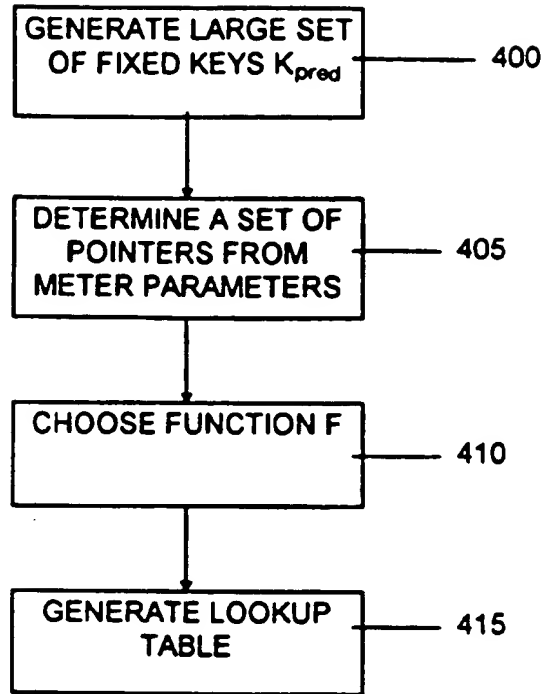 GENERATE LARGE SET
OF FIXED KEYS Kpred
400
DETERMINE A SET OF
POINTERS FROM
METER PARAMETERS
405
CHOOSE FUNCTION F
410
GENERATE LOOKUP
TABLE
415